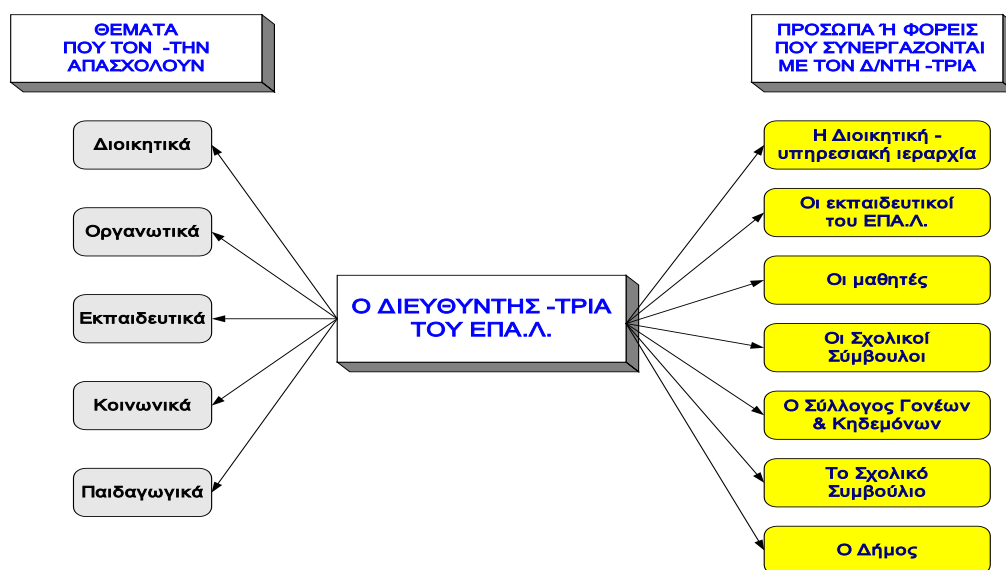 ΘΕΜΑΤΑ
ΠΟΥ ΤΟΝ -ΤΗΝ
ΑΠΑΣΧΟΛΟΥΝ
Διοικητικά
Οργανωτικά
Εκπαιδευτικά
Κοινωνικά
Παιδαγωγικά
Ο ΔΙΕΥΘΥΝΤΗΣ -ΤΡΙΑ
ΤΟΥ ΕΠΑ.Λ.
ΠΡΟΣΩΠΑ Ή ΦΟΡΕΙΣ
ΠΟΥ ΣΥΝΕΡΓΑΖΟΝΤΑΙ
ΜΕ ΤΟΝ Δ/ΝΤΗ -ΤΡΙΑ
Η Διοικητική -
υπηρεσιακή ιεραρχία
Οι εκπαιδευτικοί
του ΕΠΑ.Λ.
Οι μαθητές
Οι Σχολικοί
Σύμβουλοι
Ο Σύλλογος Γονέων
& Κηδεμόνων
Το Σχολικό
Συμβούλιο
Ο Δήμος